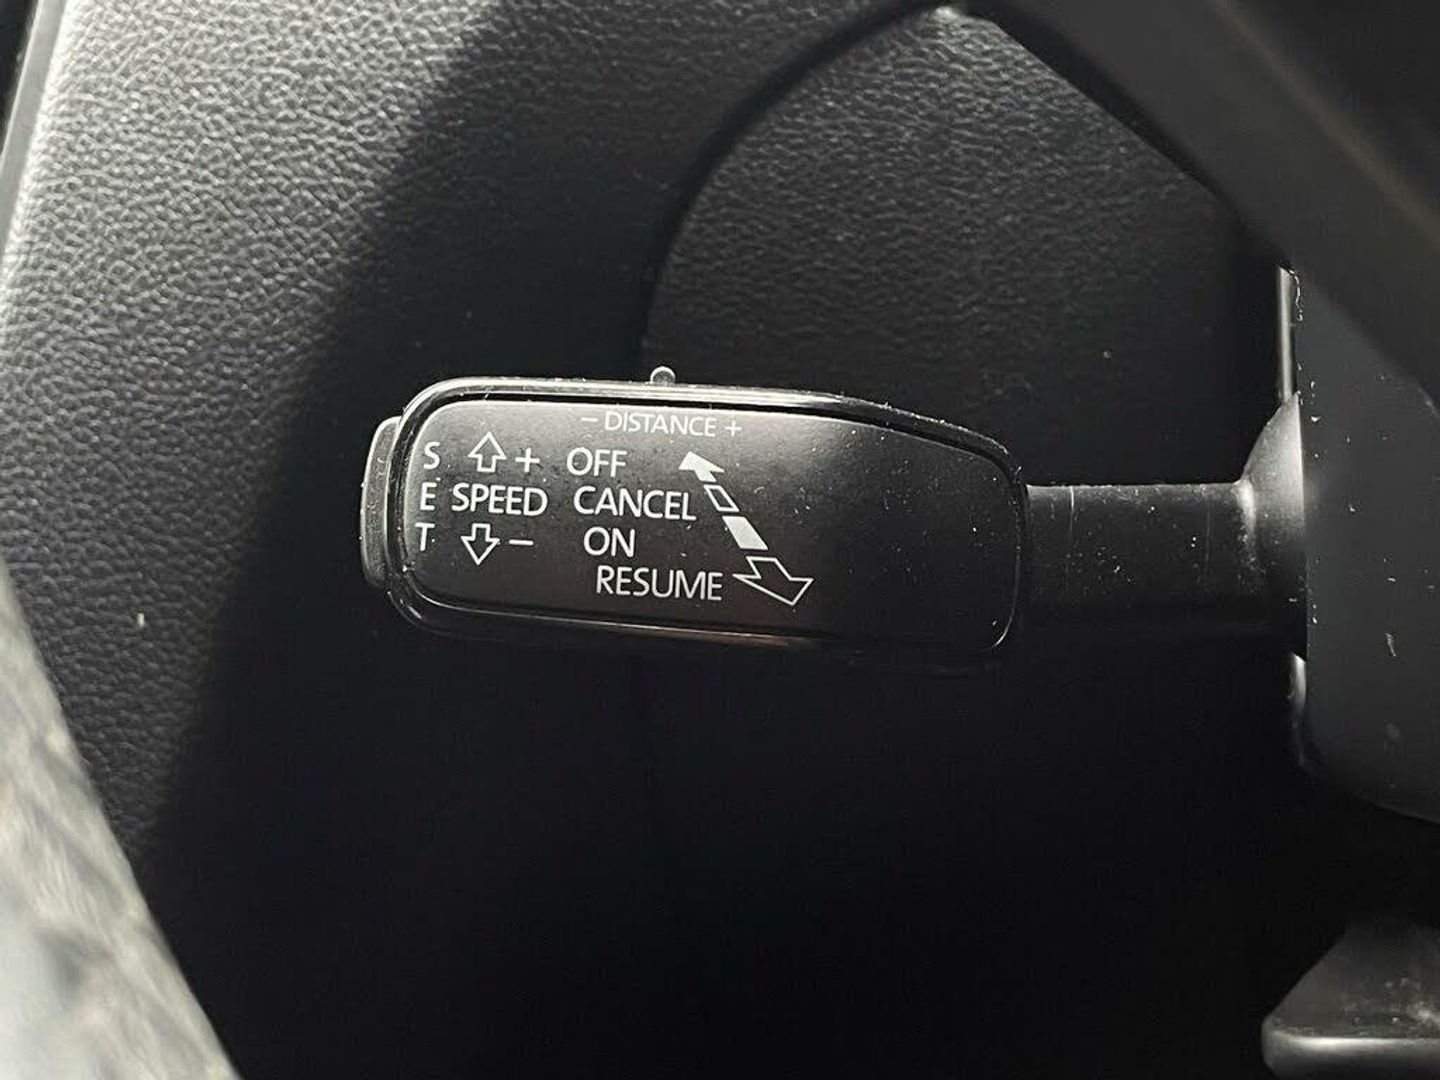 - DISTANCE +
S + OFF
E SPEED CANCEL
T - ON
RESUME